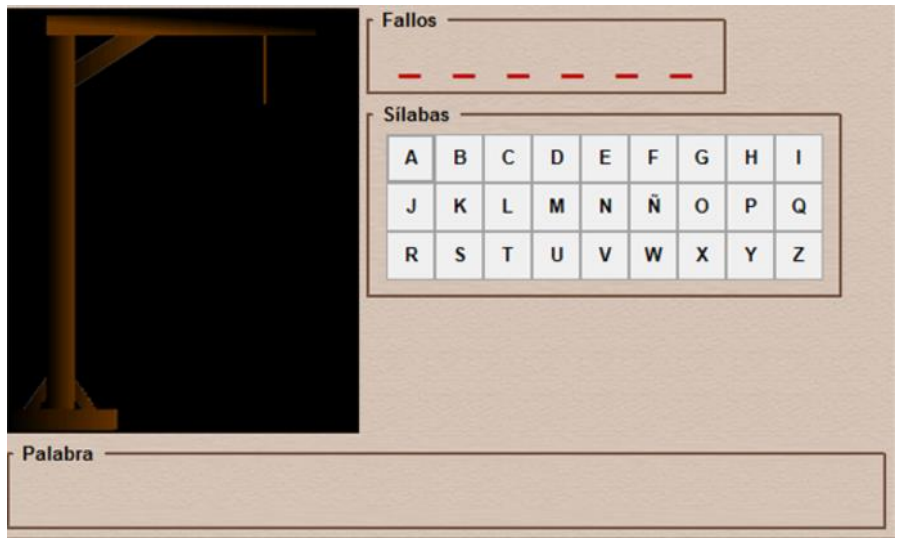 Fallos
_ _ _ _ _ _
Sílabas
A B C D E F G H I
J K L M N Ñ O P Q
R S T U V W X Y Z
Palabra